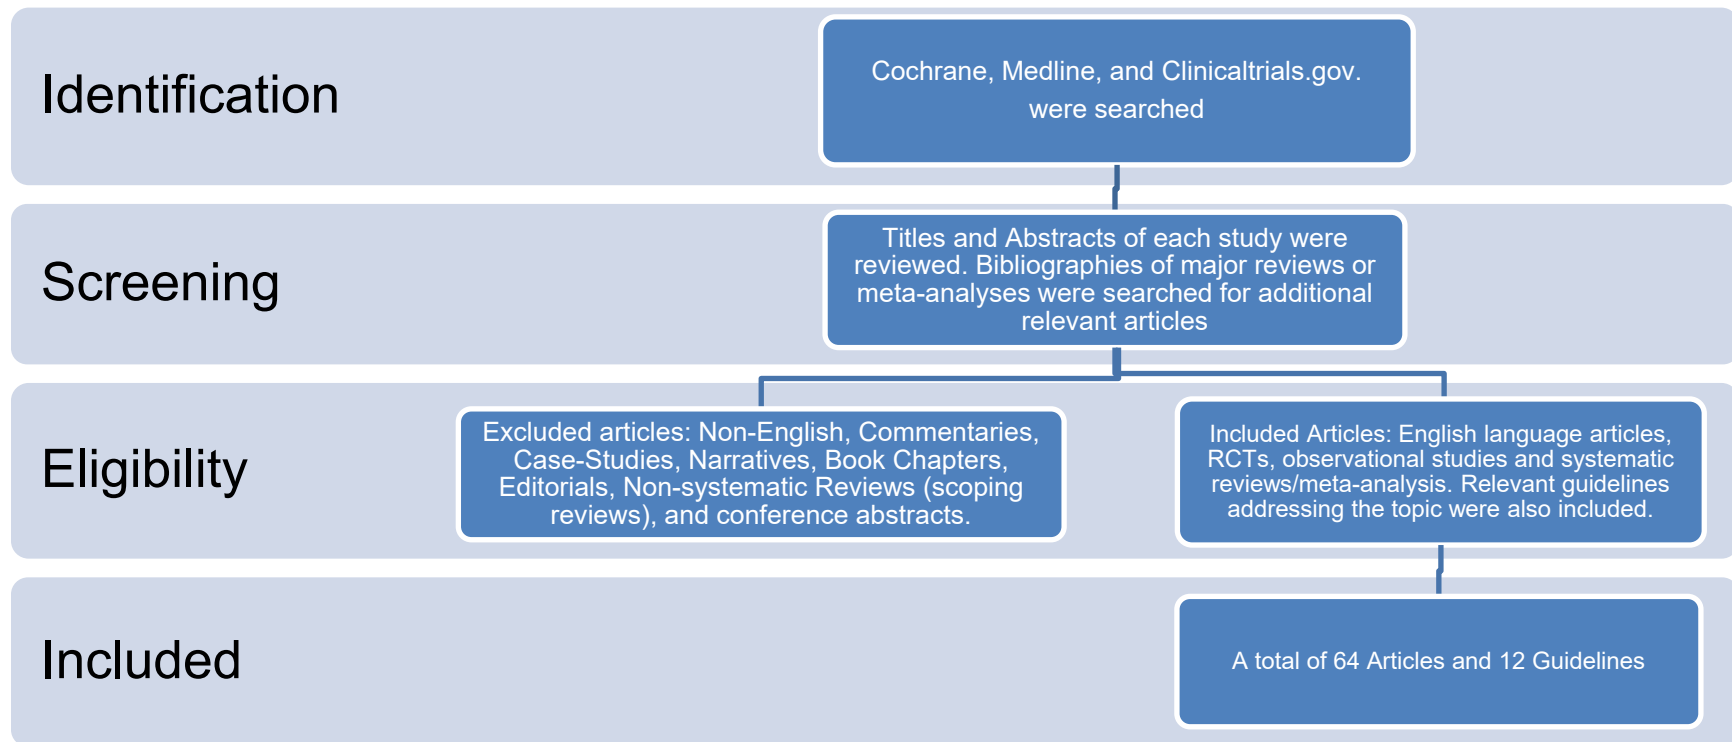 Identification
Cochrane, Medline, and Clinicaltrials.gov.
were searched
Screening
Titles and Abstracts of each study were
reviewed. Bibliographies of major reviews or
meta-analyses were searched for additional
relevant articles
Eligibility
Excluded articles: Non-English, Commentaries,
Case-Studies, Narratives, Book Chapters,
Editorials, Non-systematic Reviews (scoping
reviews), and conference abstracts.
Included Articles: English language articles,
RCTs, observational studies and systematic
reviews/meta-analysis. Relevant guidelines
addressing the topic were also included.
Included
A total of 64 Articles and 12 Guidelines